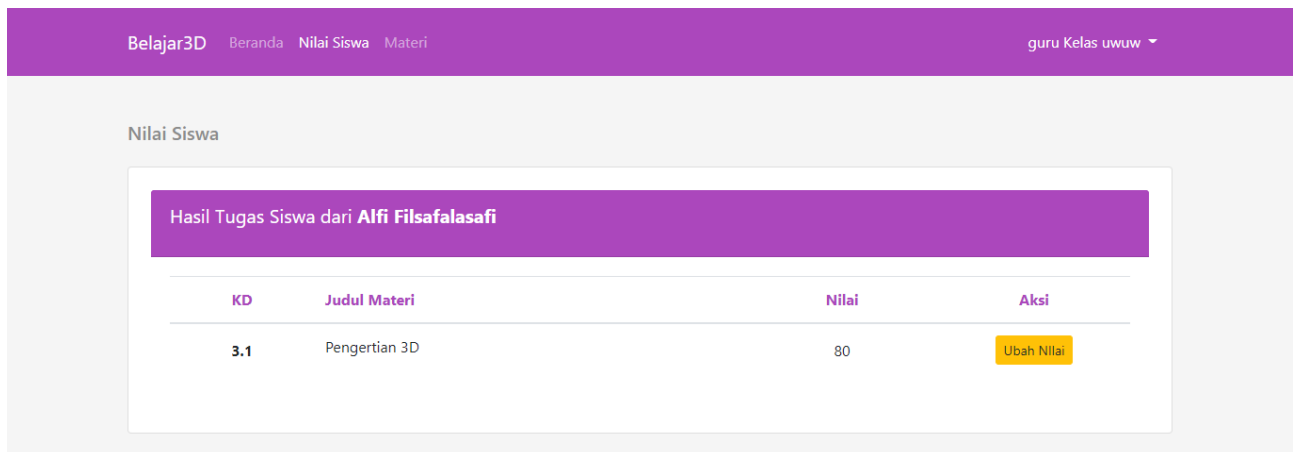 Belajar3D Beranda Nilai Siswa Materi guru Kelas uwuw
Nilai Siswa
Hasil Tugas Siswa dari Alfi Filsafalasafi
KD Judul Materi Nilai Aksi
3.1 Pengertian 3D 80 Ubah NIlai